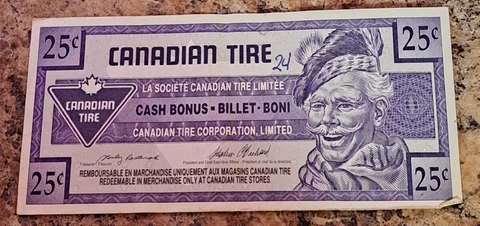 25¢ 25¢
CANADIAN TIRE
24
LA SOCIÉTÉ CANADIAN TIRE LIMITÉE
CANADIAN
TIRE
CASH BONUS • BILLET • BONI
CANADIAN TIRE CORPORATION, LIMITED
25¢ 25¢
REMBOURSABLE EN MARCHANDISE UNIQUEMENT AUX MAGASINS CANADIAN TIRE
REDEEMABLE IN MERCHANDISE ONLY AT CANADIAN TIRE STORES